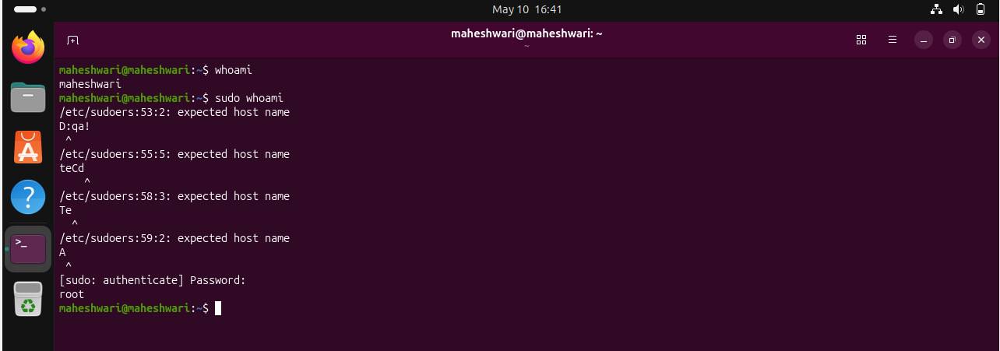 May 10 16:41
maheshwari@maheshwari: ~
~
maheshwari@maheshwari:~$ whoami
maheshwari
maheshwari@maheshwari:~$ sudo whoami
/etc/sudoers:53:2: expected host name
D:qa!
 ^
/etc/sudoers:55:5: expected host name
teCd
    ^
/etc/sudoers:58:3: expected host name
Te
  ^
/etc/sudoers:59:2: expected host name
A
 ^
[sudo: authenticate] Password:
root
maheshwari@maheshwari:~$